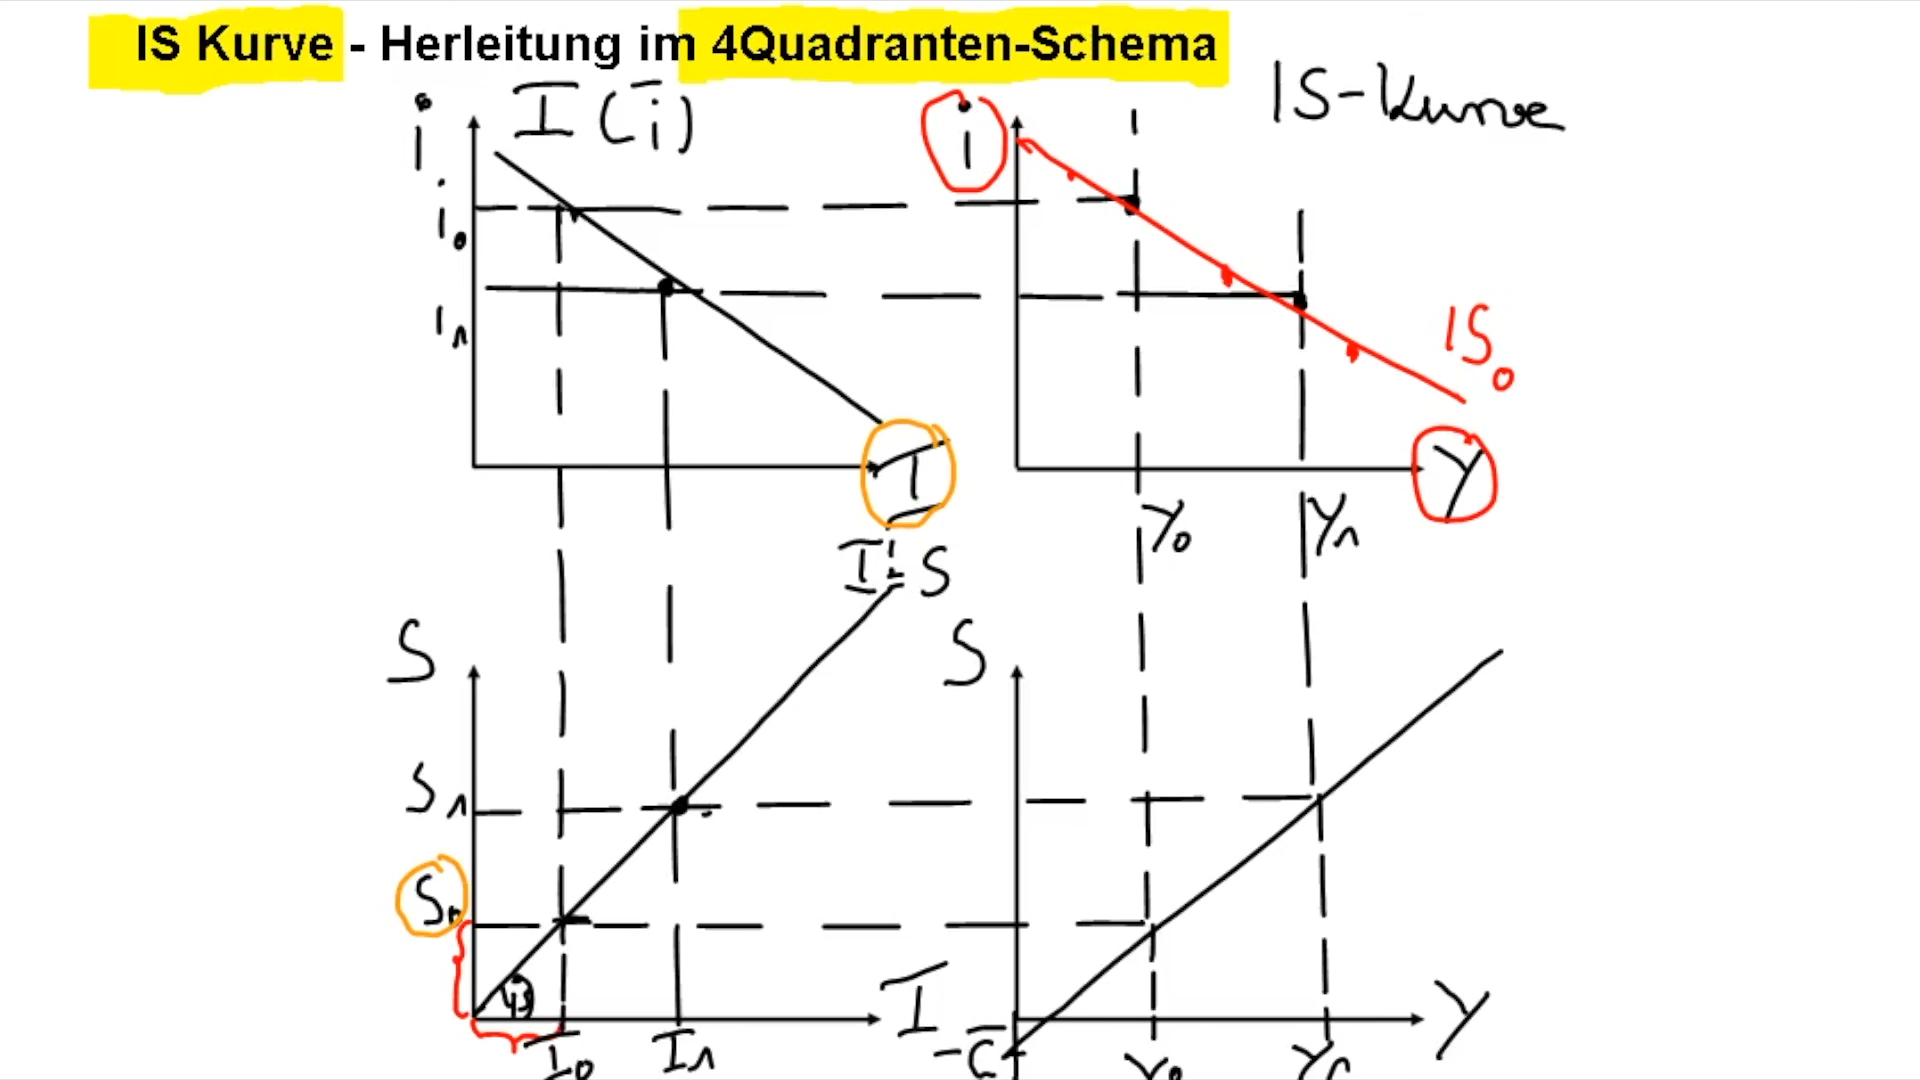 IS Kurve - Herleitung im 4Quadranten-Schema
i I(i) i IS-Kurve
i₀
i₁ IS₀
I Y
Y₀ Y₁
I = S
S S
S₁
S₀
45
I Y
-C̅
I₀ I₁ Y₀ Y₁